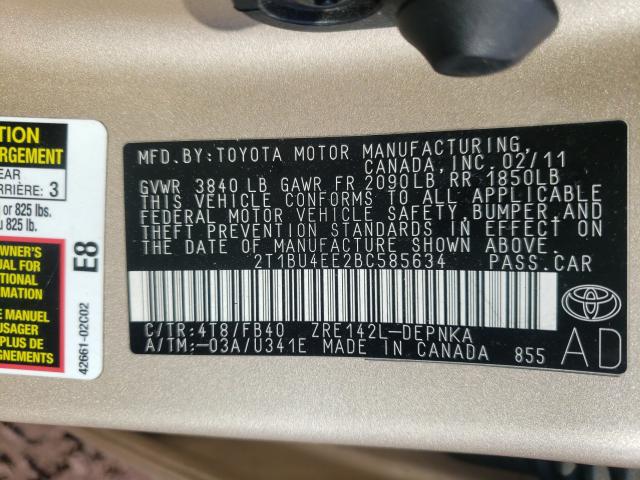 TION
RGEMENT
EAR
RRIÈRE: 3
or 825 lbs.
u 825 lb.
OWNER'S
UAL FOR
TIONAL
RMATION
E MANUEL
USAGER
PLUS
GNEMENTS
E8
42661-02C02
MFD. BY: TOYOTA MOTOR MANUFACTURING,
CANADA, INC. 02/11
GVWR 3840 LB GAWR FR 2090LB, RR 1850LB
THIS VEHICLE CONFORMS TO ALL APPLICABLE
FEDERAL MOTOR VEHICLE SAFETY, BUMPER, AND
THEFT PREVENTION STANDARDS IN EFFECT ON
THE DATE OF MANUFACTURE SHOWN ABOVE.
2T1BU4EE2BC585634 PASS. CAR
C/TR: 4T8/FB40 ZRE142L-DEPNKA
A/TM: -03A/U341E MADE IN CANADA 855
AD